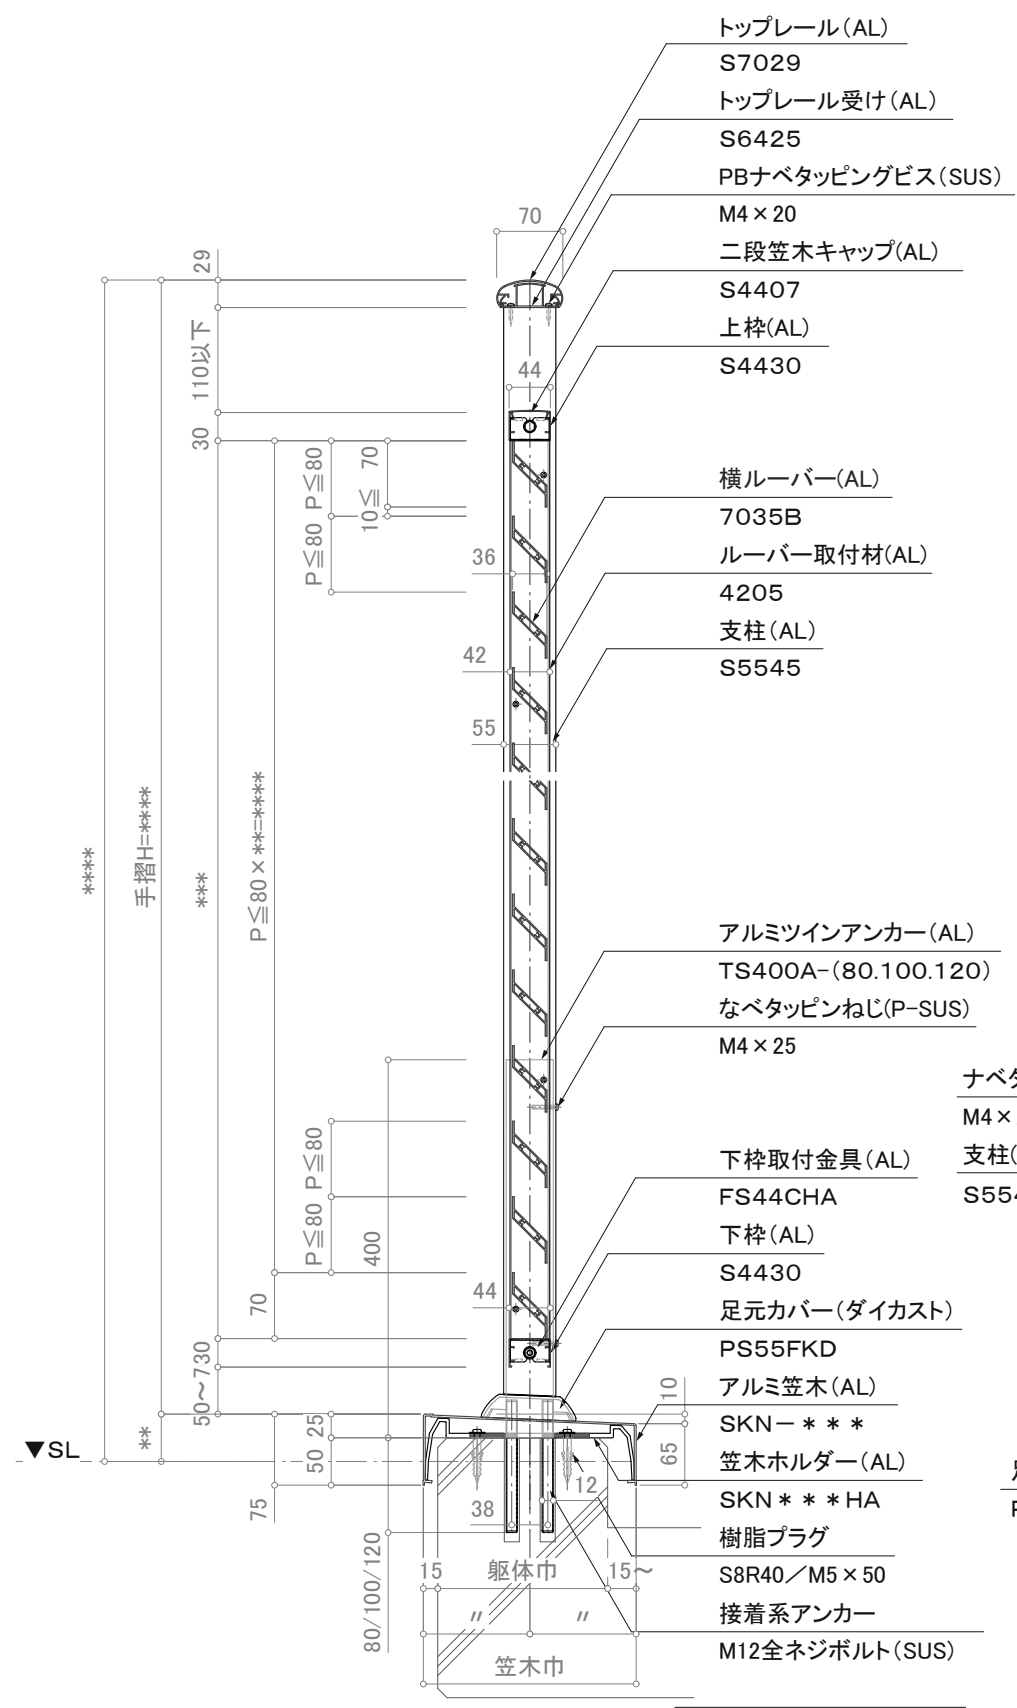 トップレール(AL)
S7029
トップレール受け(AL)
S6425
PBナベタッピングビス(SUS)
M4×20
二段笠木キャップ(AL)
S4407
上枠(AL)
S4430
横ルーバー(AL)
7035B
ルーバー取付材(AL)
4205
支柱(AL)
S5545
アルミツインアンカー(AL)
TS400A-(80.100.120)
なベタッピンねじ(P-SUS)
M4×25
ナベタ
M4×
支柱(
S554
下枠取付金具(AL)
FS44CHA
下枠(AL)
S4430
足元カバー(ダイカスト)
PS55FKD
アルミ笠木(AL)
SKN-***
笠木ホルダー(AL)
SKN***HA
樹脂プラグ
S8R40/M5×50
接着系アンカー
M12全ネジボルト(SUS)
70
29
110以下
44
30
P≦80
70
10≦
P≦80
36
42
55
****
手摺H=****
***
P≦80×**=****
P≦80
P≦80
400
70
44
30
50~7
10
25
**
▼SL
50
65
75
12
38
80/100/120
15
躯体巾
15~
〃
〃
笠木巾